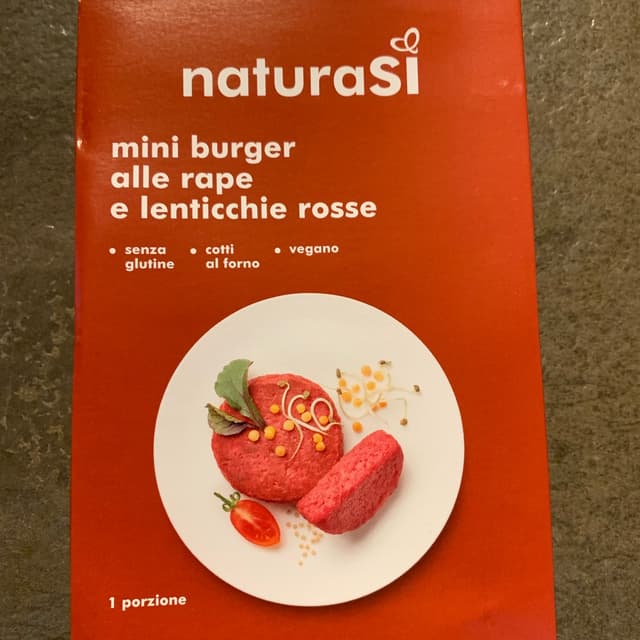 naturaSì
mini burger
alle rape
e lenticchie rosse
• senza
glutine
• cotti
al forno
• vegano
1 porzione